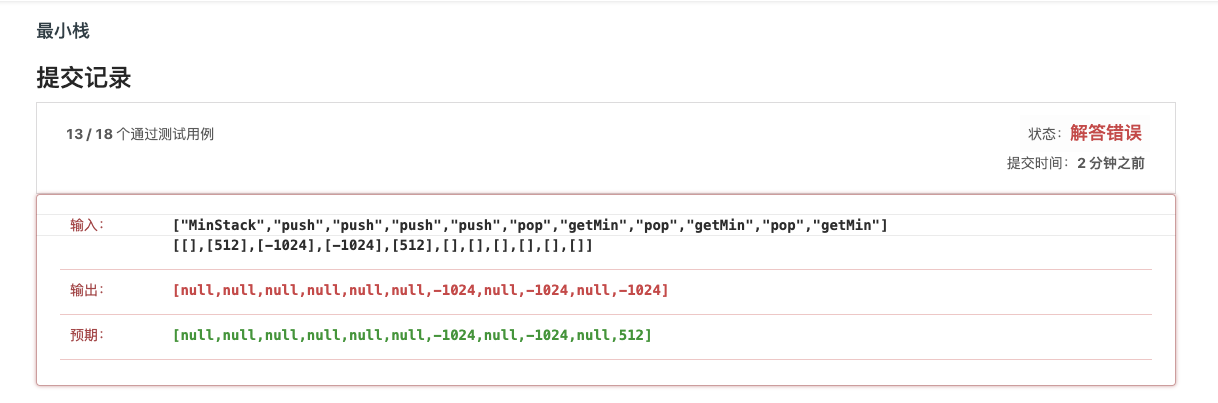 最小栈
提交记录
13 / 18 个通过测试用例
状态：解答错误
提交时间：2 分钟之前
输入：
["MinStack","push","push","push","push","pop","getMin","pop","getMin","pop","getMin"]
[[],[512],[-1024],[-1024],[512],[],[],[],[],[],[]]
输出：
[null,null,null,null,null,null,-1024,null,-1024,null,-1024]
预期：
[null,null,null,null,null,null,-1024,null,-1024,null,512]